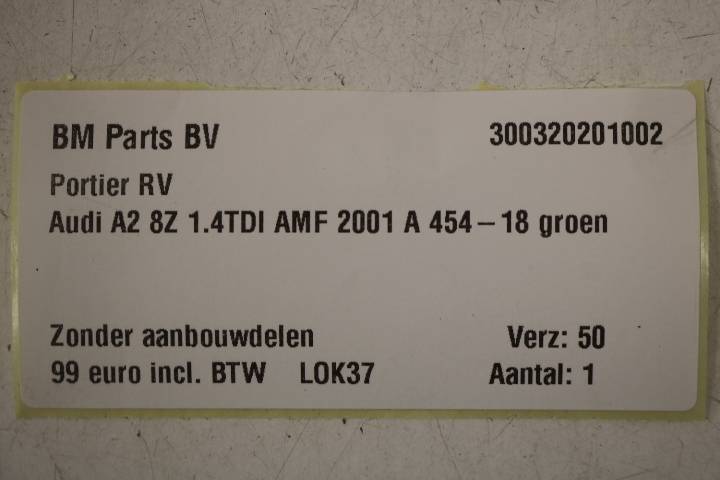 BM Parts BV 300320201002
Portier RV
Audi A2 8Z 1.4TDI AMF 2001 A 454-18 groen
Zonder aanbouwdelen Verz: 50
99 euro incl. BTW LOK37 Aantal: 1